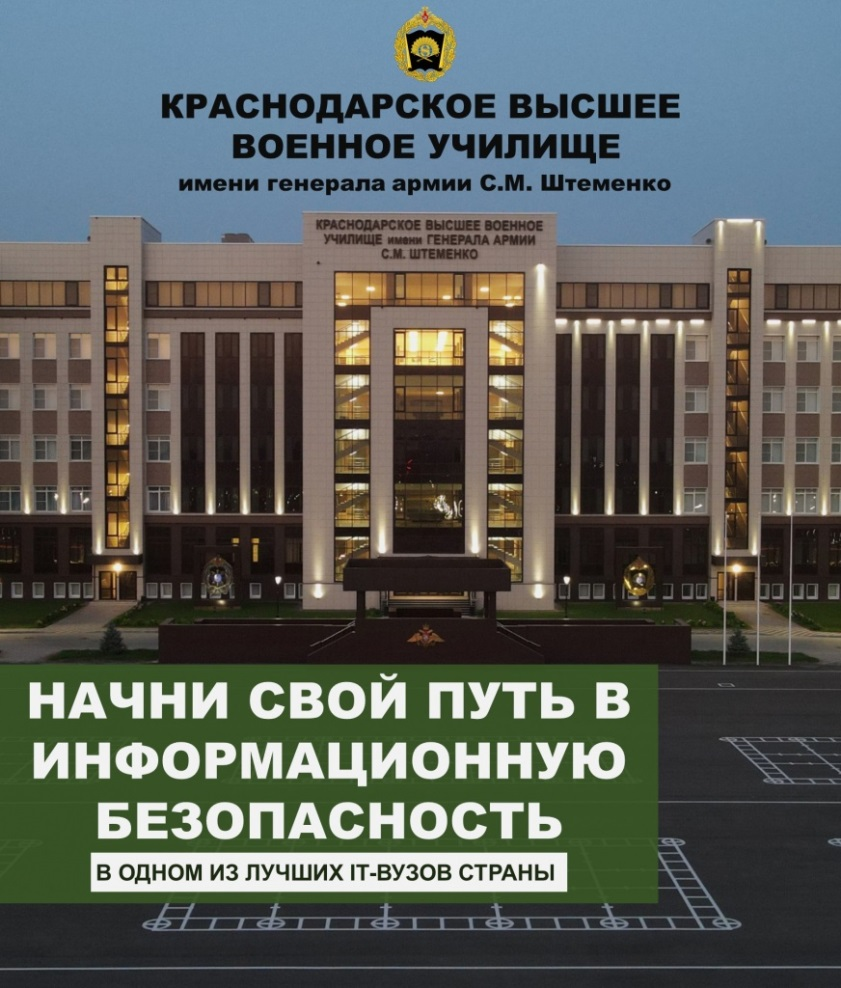 КРАСНОДАРСКОЕ ВЫСШЕЕ
ВОЕННОЕ УЧИЛИЩЕ
имени генерала армии С.М. Штеменко
КРАСНОДАРСКОЕ ВЫСШЕЕ ВОЕННОЕ
УЧИЛИЩЕ имени ГЕНЕРАЛА АРМИИ
С.М. ШТЕМЕНКО
НАЧНИ СВОЙ ПУТЬ В
ИНФОРМАЦИОННУЮ
БЕЗОПАСНОСТЬ
В ОДНОМ ИЗ ЛУЧШИХ IT-ВУЗОВ СТРАНЫ